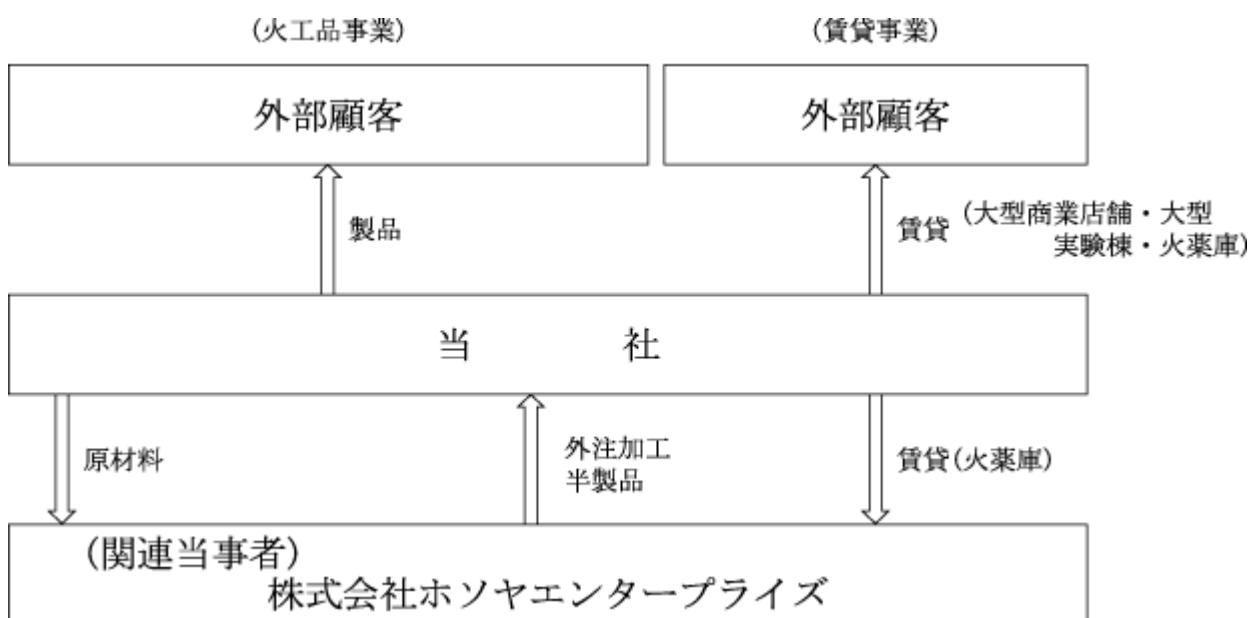 (火工品事業)
(賃貸事業)
外部顧客
外部顧客
製品
賃貸
(大型商業店舗・大型
実験棟・火薬庫)
当　　　社
原材料
外注加工
半製品
賃貸(火薬庫)
(関連当事者)
株式会社ホソヤエンタープライズ